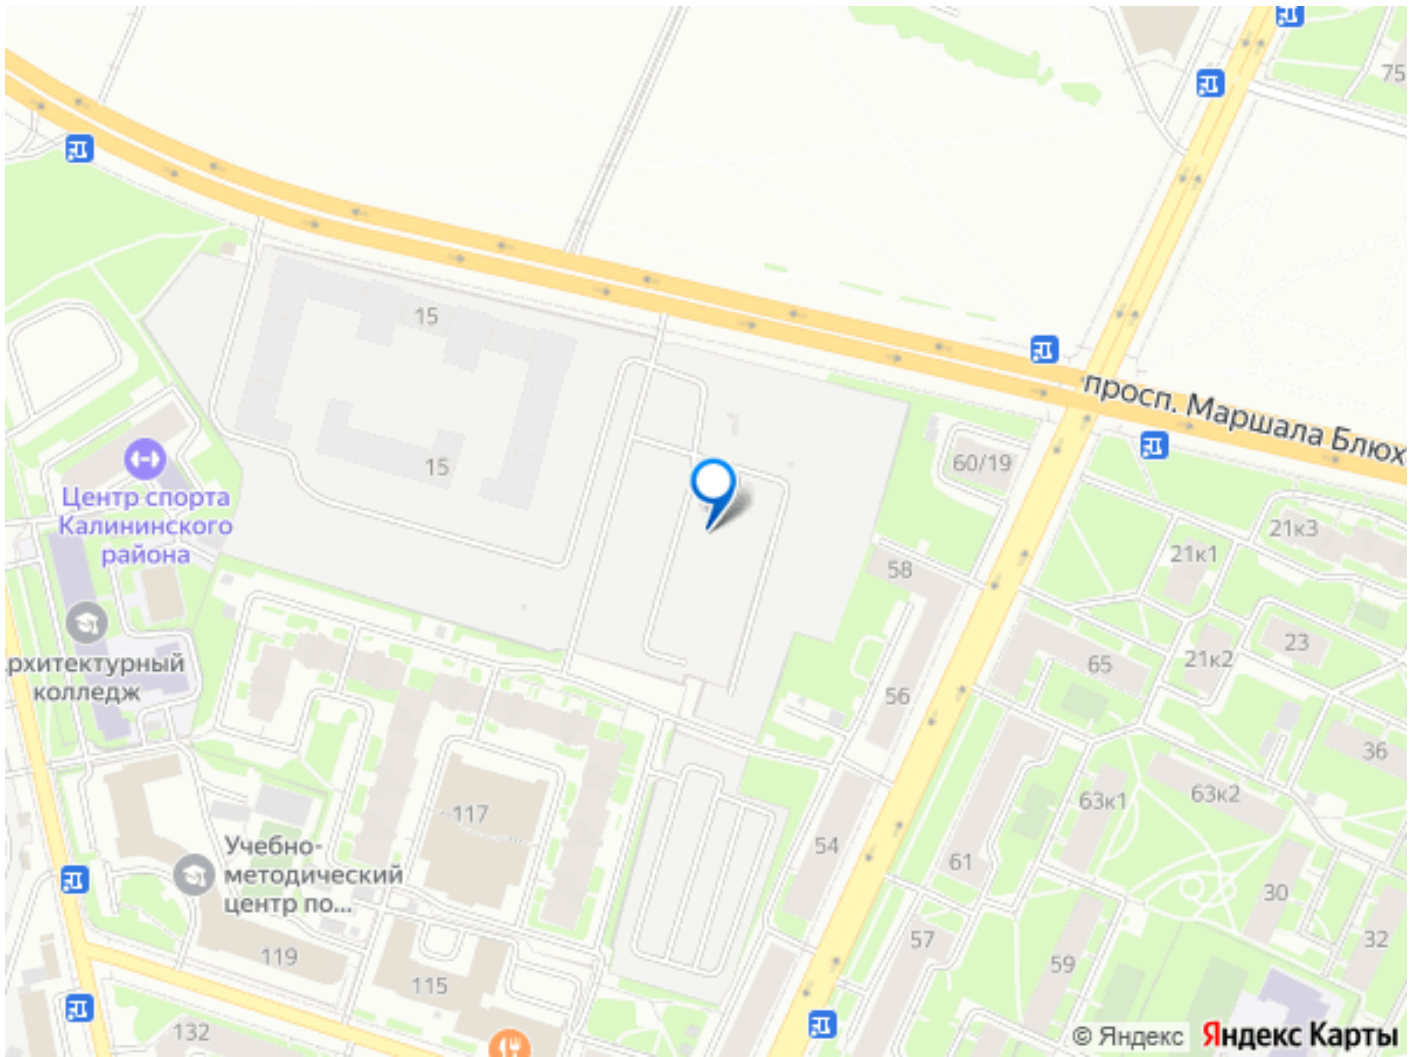 75
15
просп. Маршала Блюх
15
60/19
Центр спорта
Калининского
района
21к3
21к1
58
рхитектурный
колледж
65
21к2
23
56
36
63к1
63к2
117
54
61
Учебно-
методический
центр по...
30
119
57
32
115
59
132
© Яндекс
Яндекс Карты